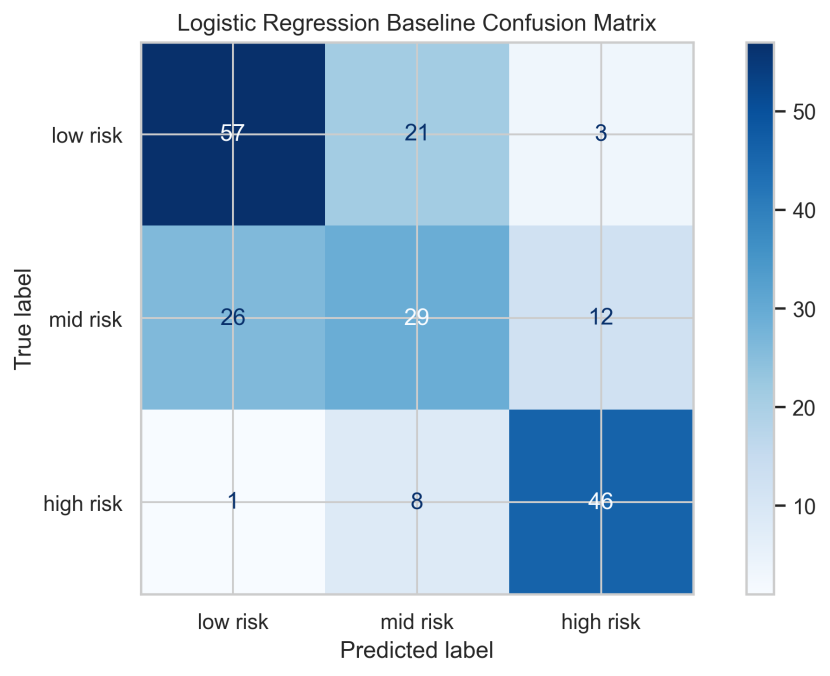 Logistic Regression Baseline Confusion Matrix
low risk 57 21 3
mid risk 26 29 12
high risk 1 8 46
low risk mid risk high risk
Predicted label
True label
50
40
30
20
10